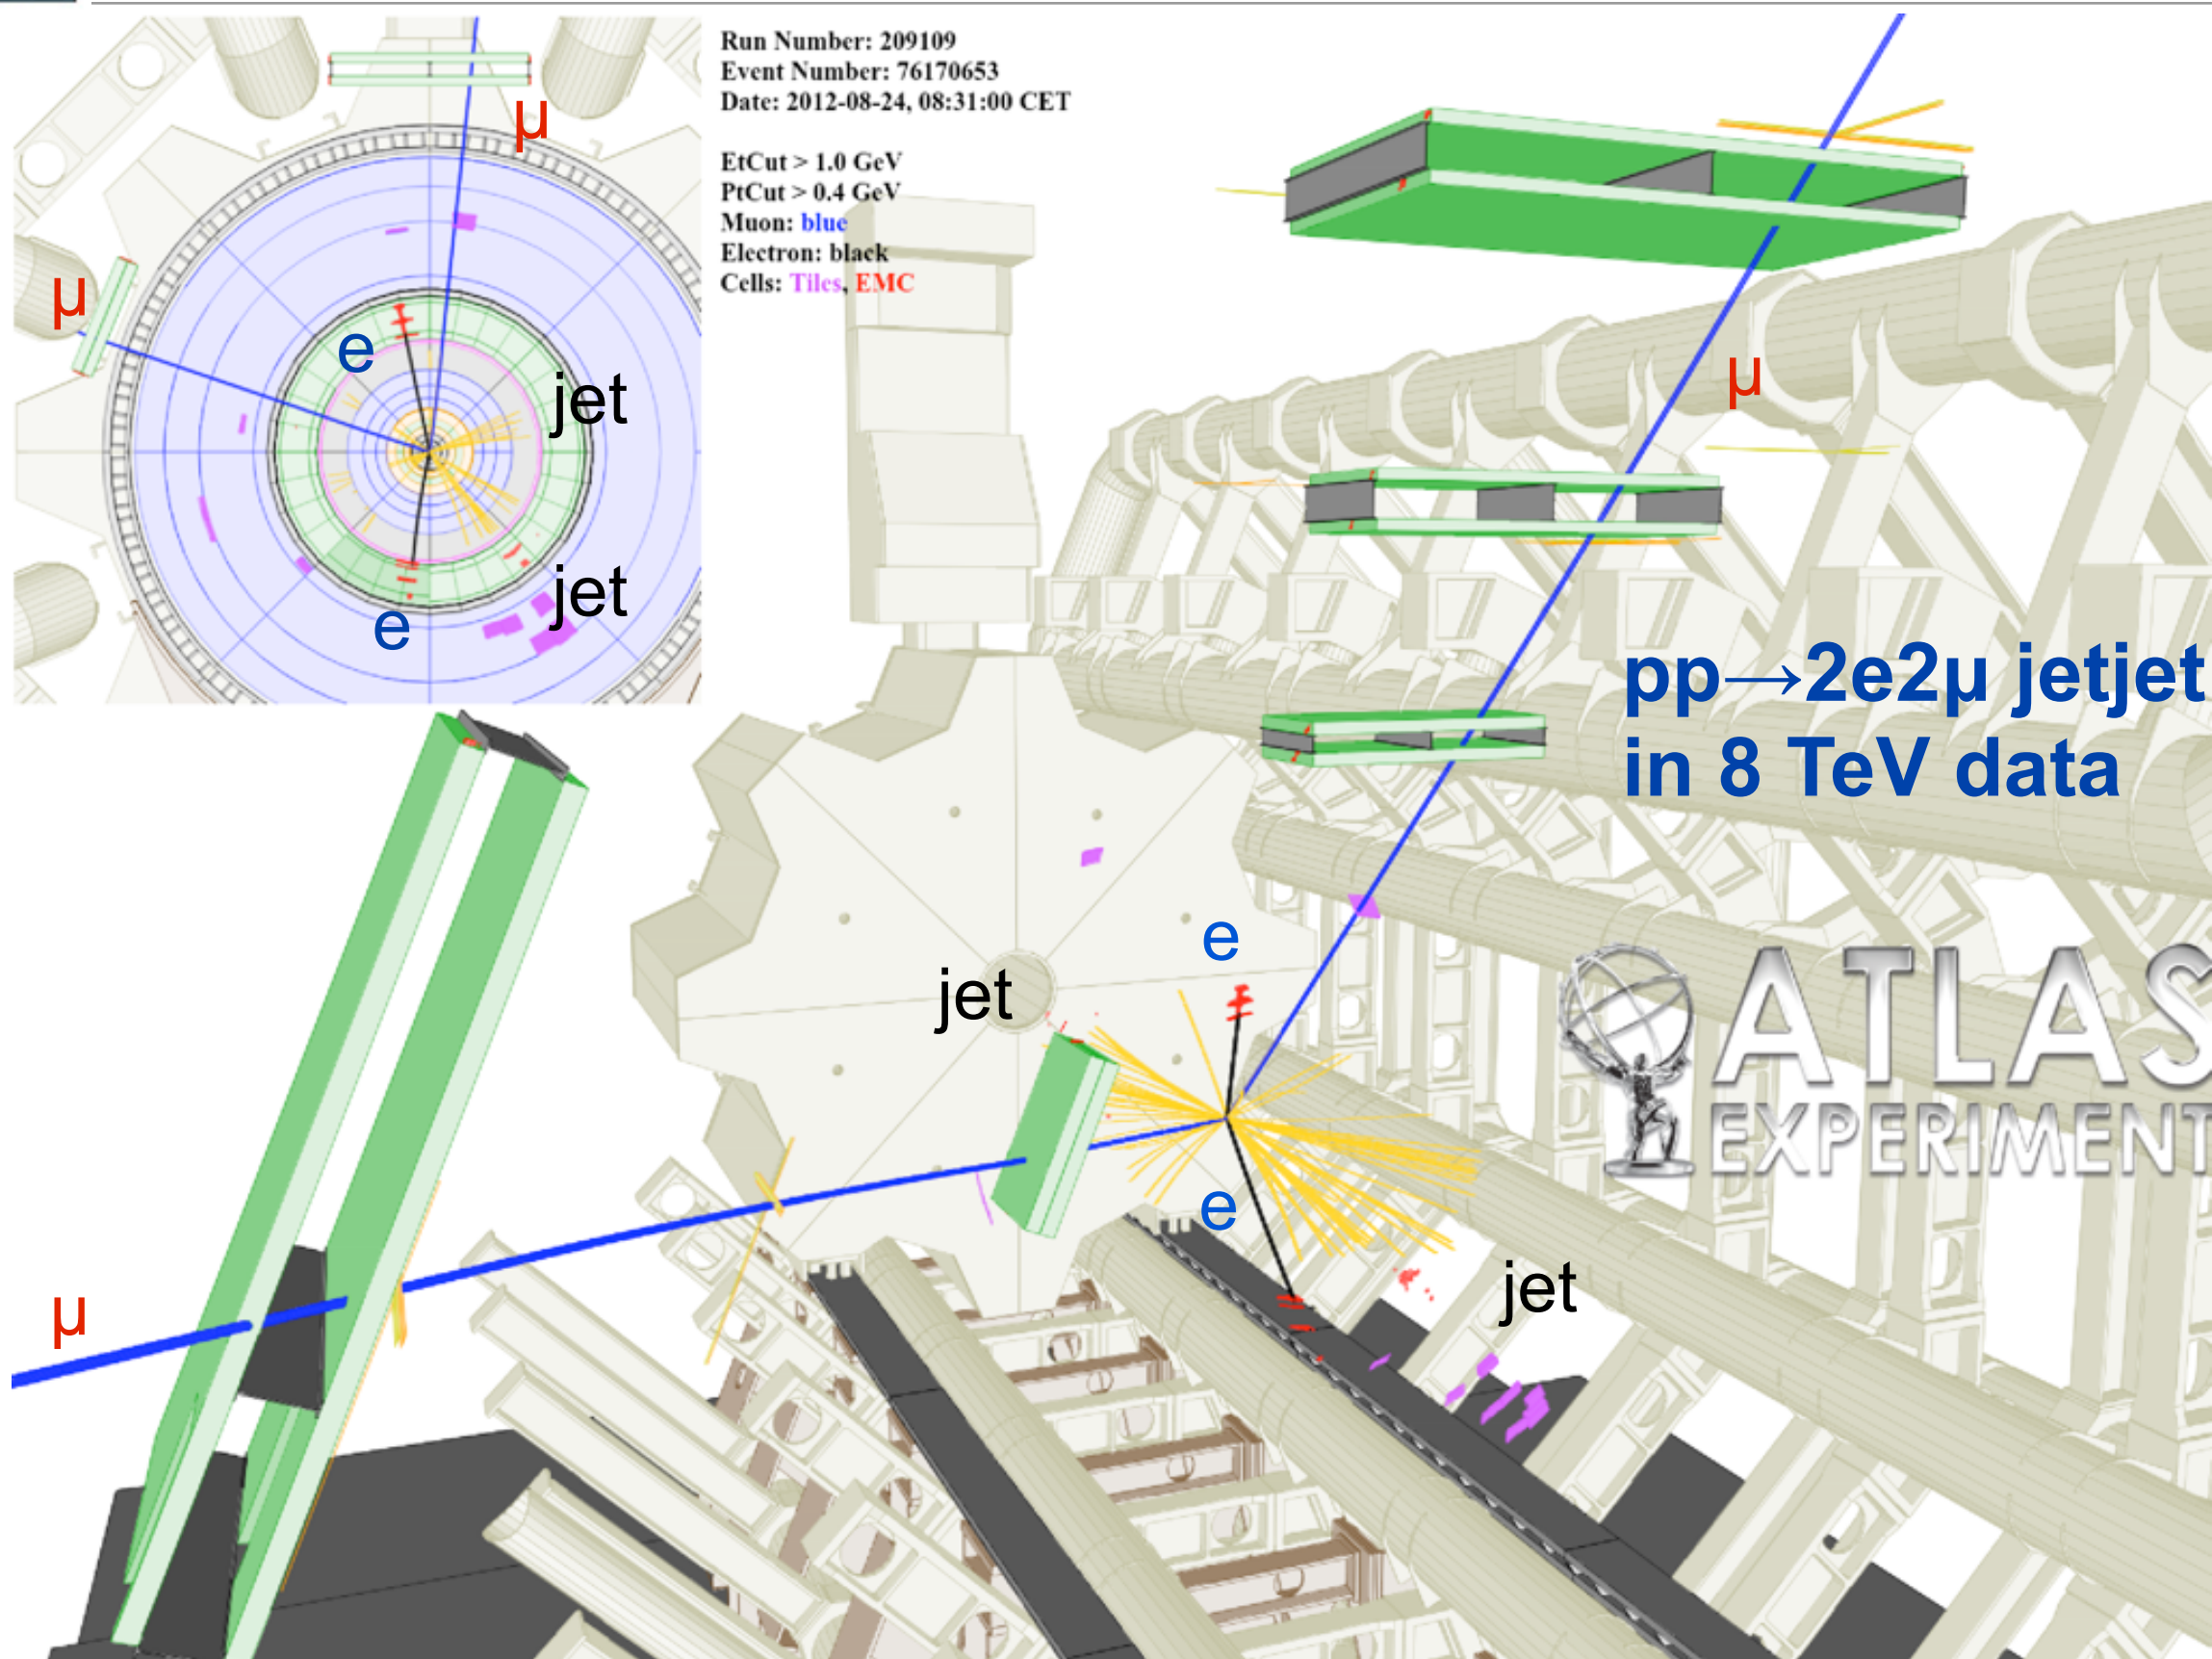 Run Number: 209109
Event Number: 76170653
Date: 2012-08-24, 08:31:00 CET
EtCut > 1.0 GeV
PtCut > 0.4 GeV
Muon: blue
Electron: black
Cells: Tiles, EMC
μ
μ
e
jet
jet
e
μ
pp→2e2μ jetjet
in 8 TeV data
e
jet
ATLAS
EXPERIMENT
e
jet
μ